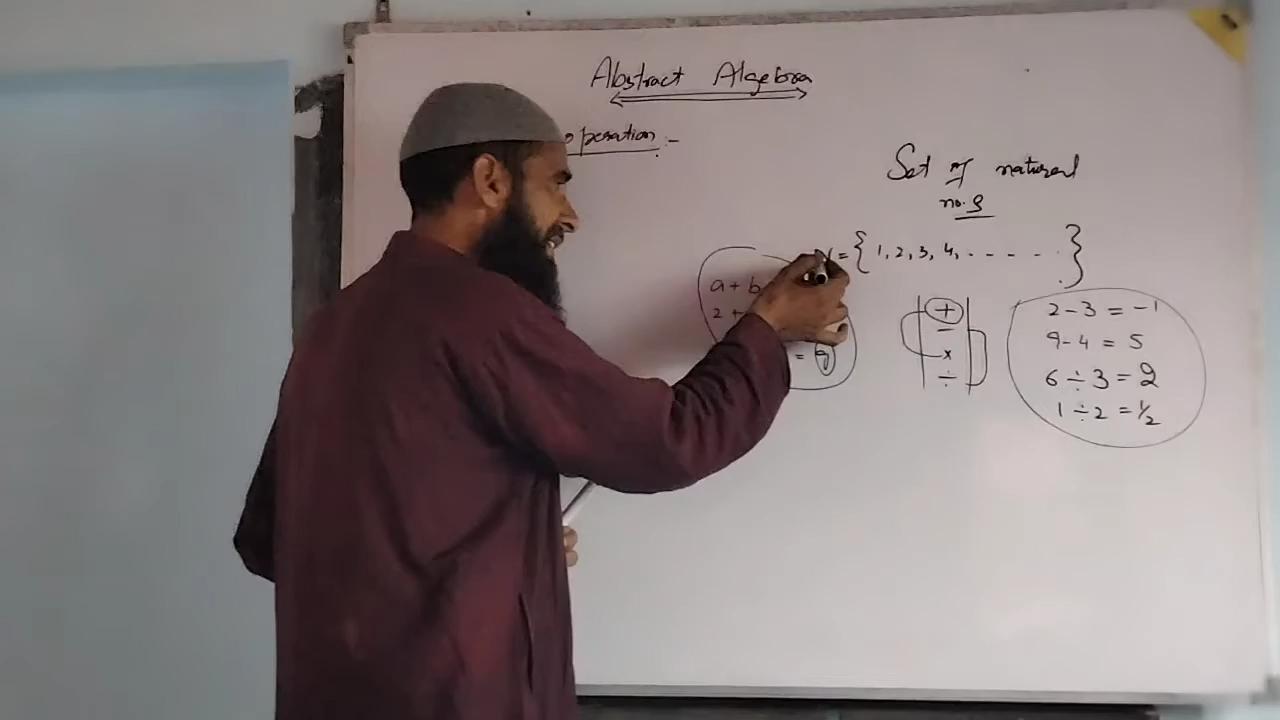 Abstract Algebra
operation :-
Set of natural
no. s
N = { 1, 2, 3, 4, - - - - - - }
a + b
2 +
=
+
-
×
÷
2 - 3 = -1
9 - 4 = 5
6 ÷ 3 = 2
1 ÷ 2 = 1/2